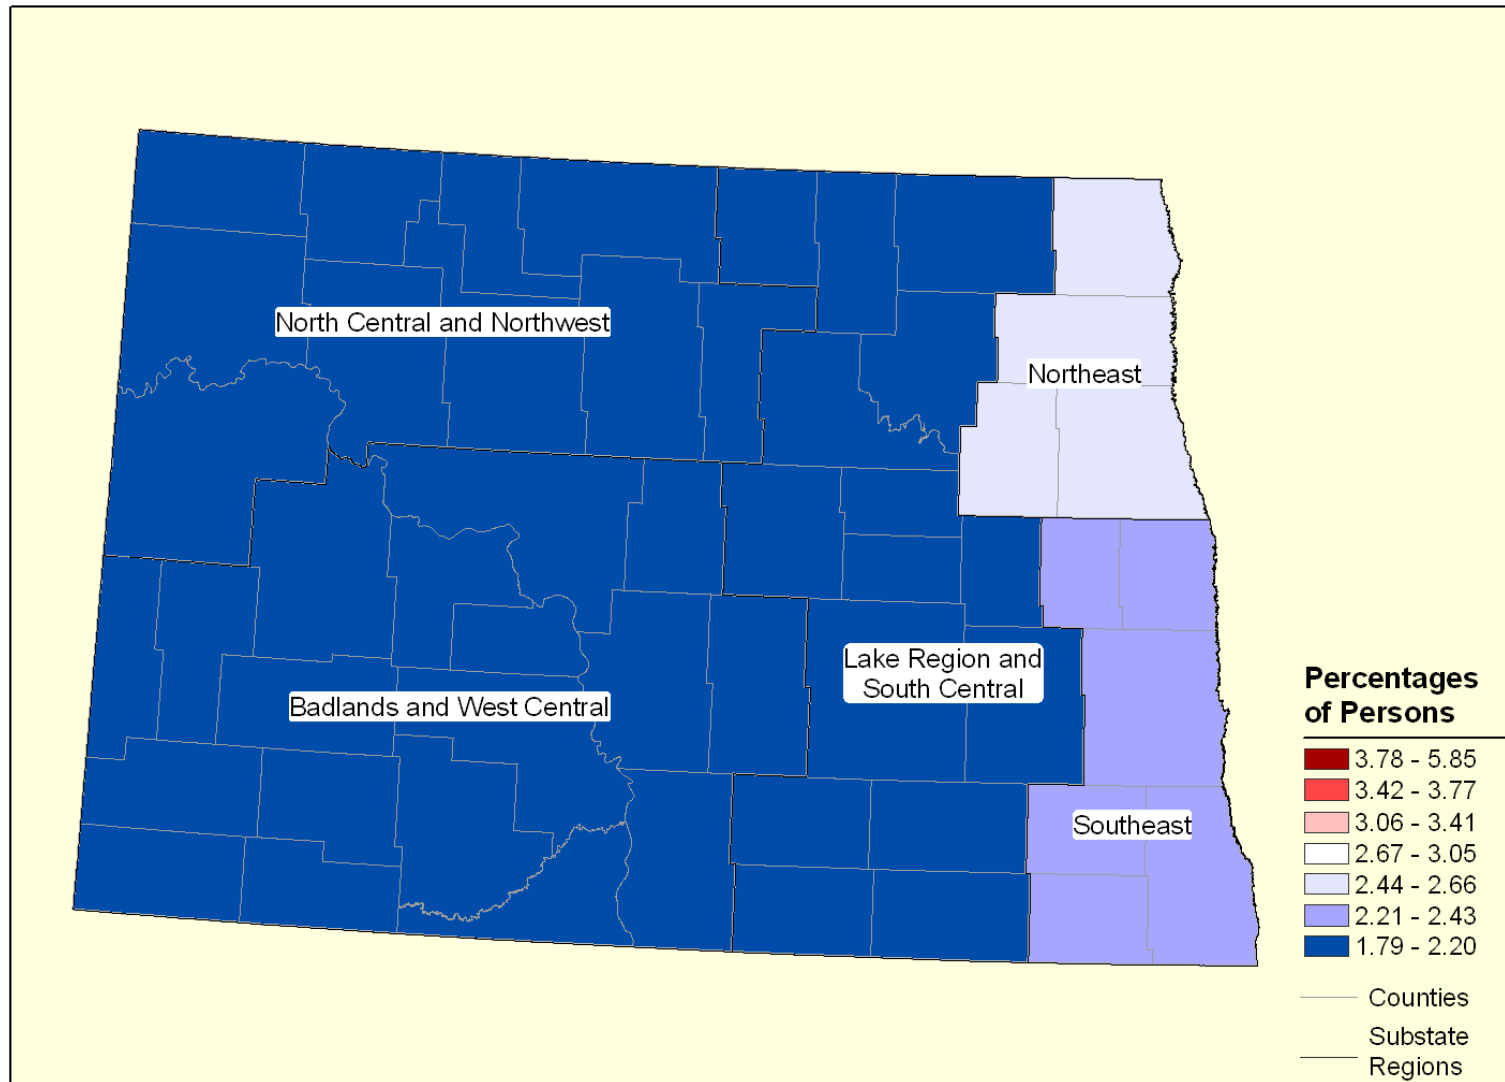 North Central and Northwest
Northeast
Lake Region and
South Central
Badlands and West Central
Southeast
Percentages
of Persons
3.78 - 5.85
3.42 - 3.77
3.06 - 3.41
2.67 - 3.05
2.44 - 2.66
2.21 - 2.43
1.79 - 2.20
Counties
Substate
Regions